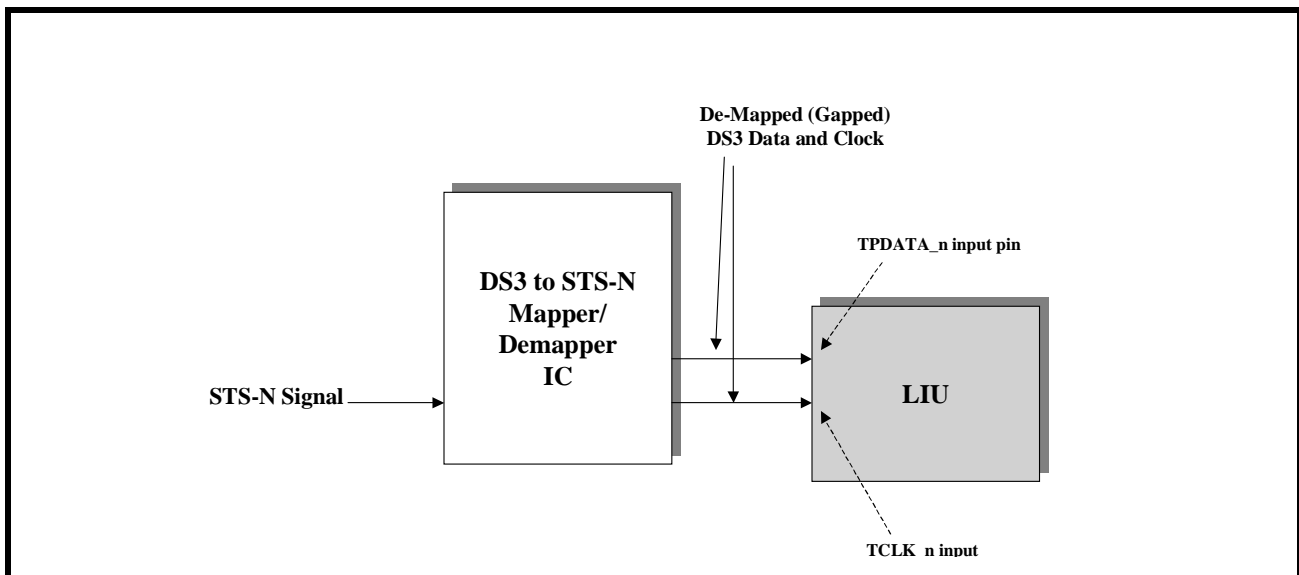 De-Mapped (Gapped)
DS3 Data and Clock
TPDATA_n input pin
DS3 to STS-N
Mapper/
Demapper
IC
LIU
STS-N Signal
TCLK_n input